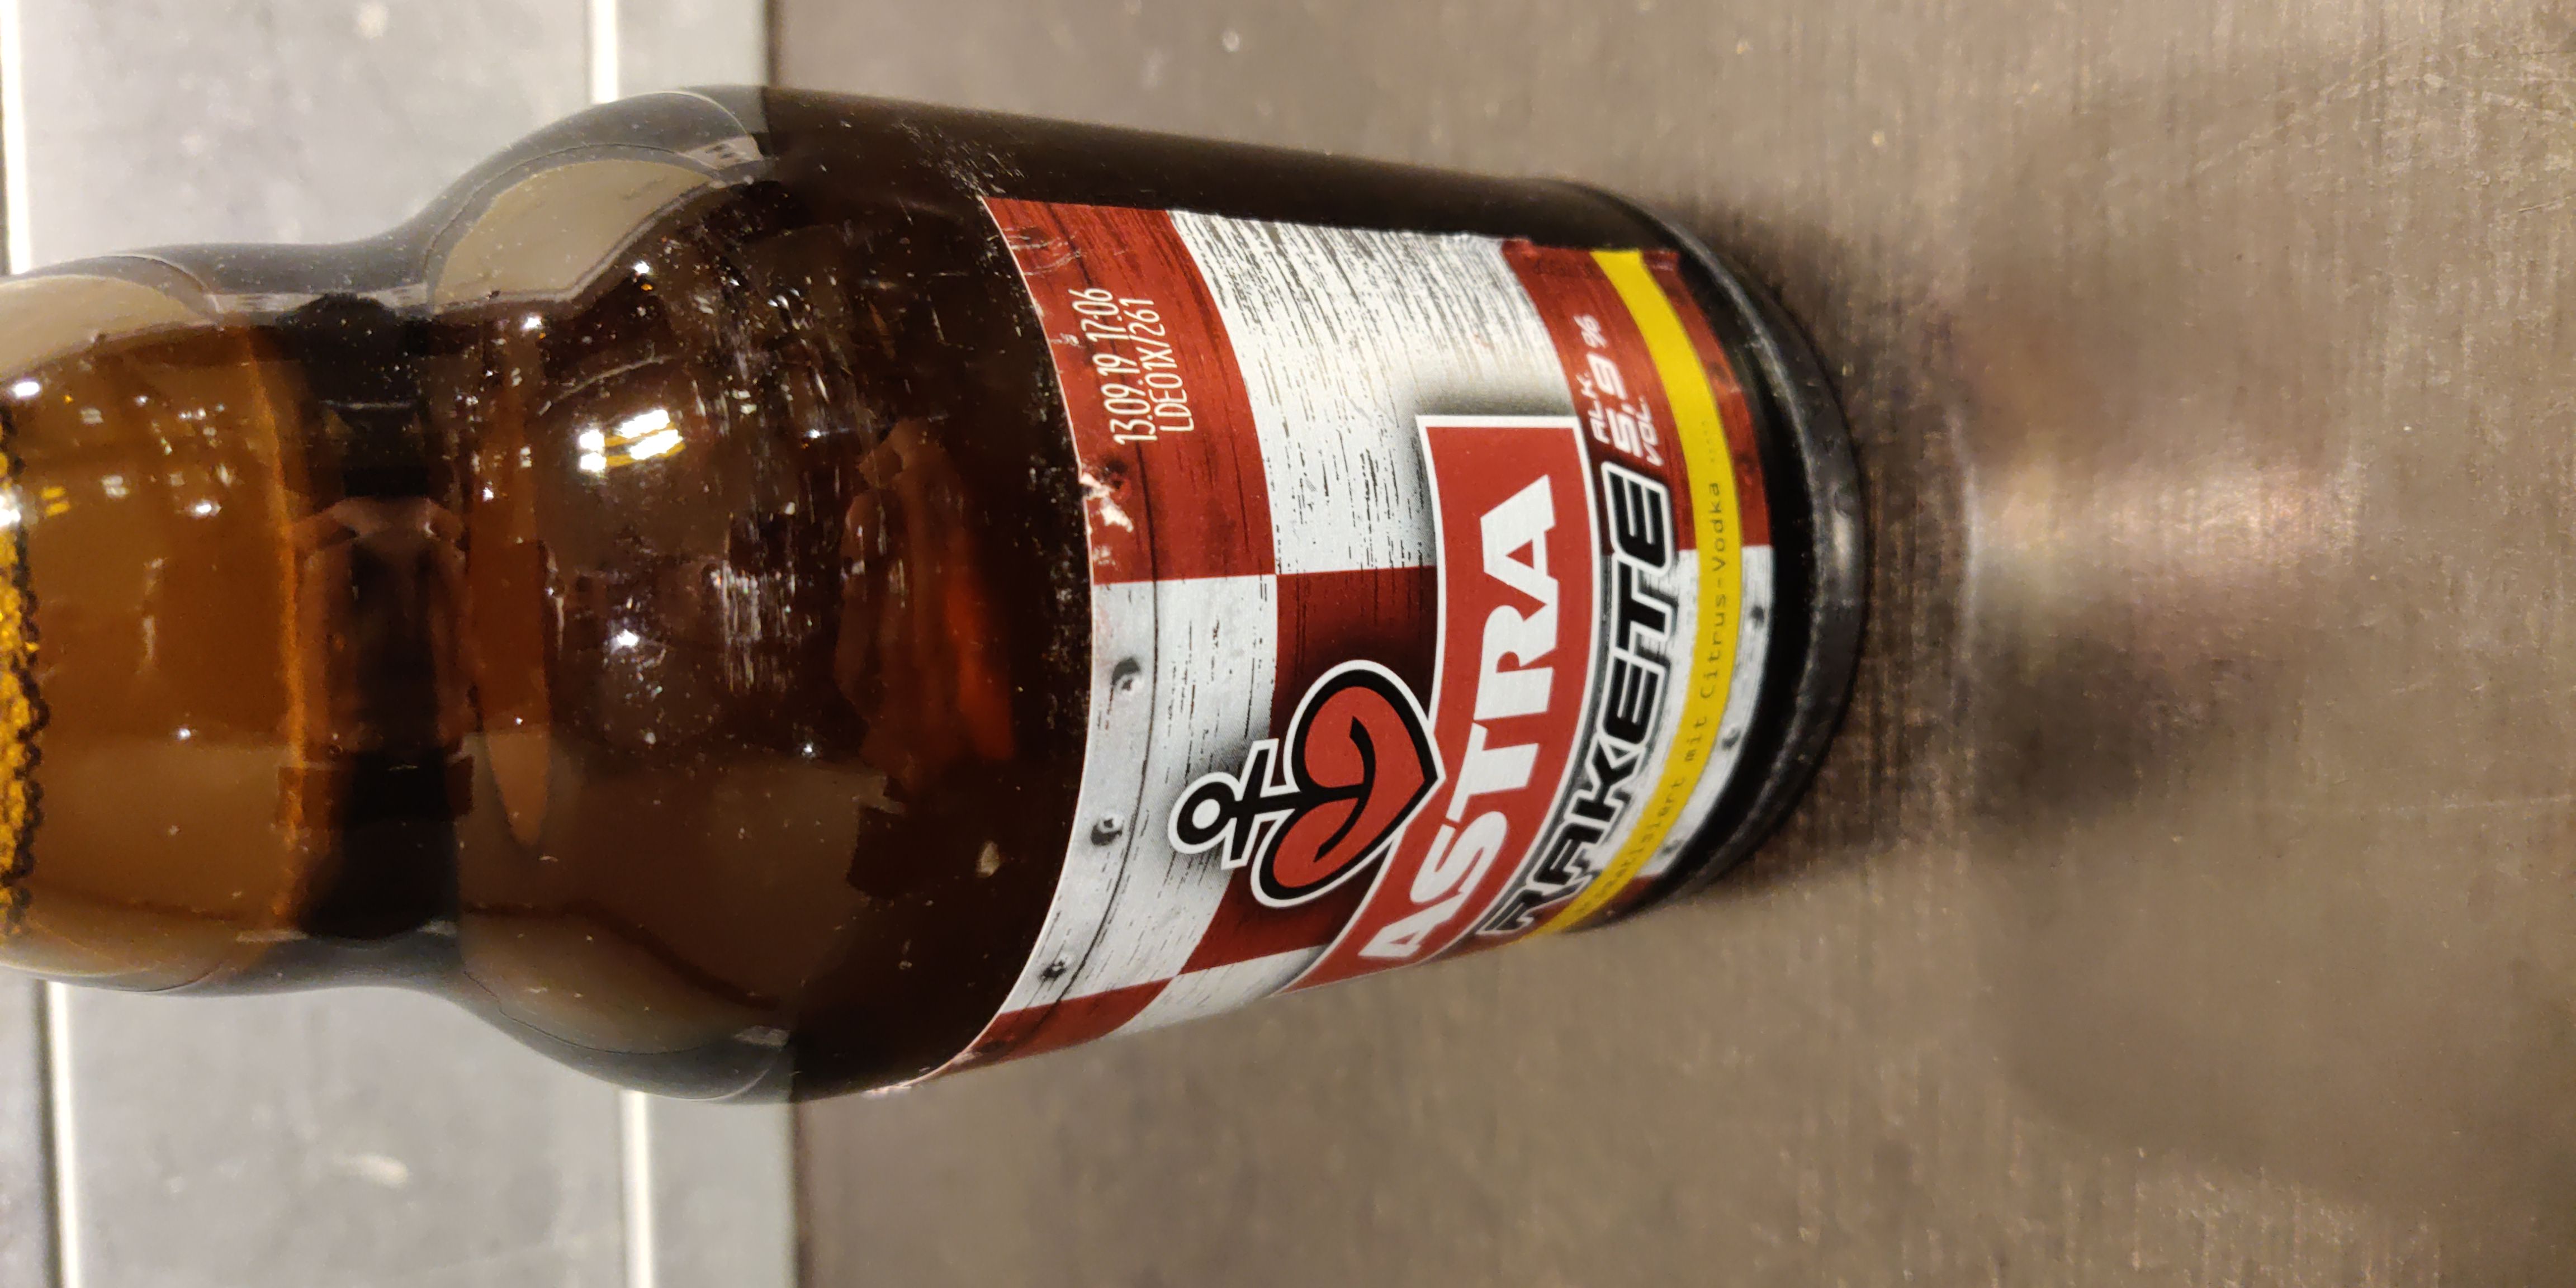 13.09.19 17:06
LDE01X/261
ASTRA
RAKETE
ALK.
5,9 %
VOL.
mit Citrus-Vodka .....